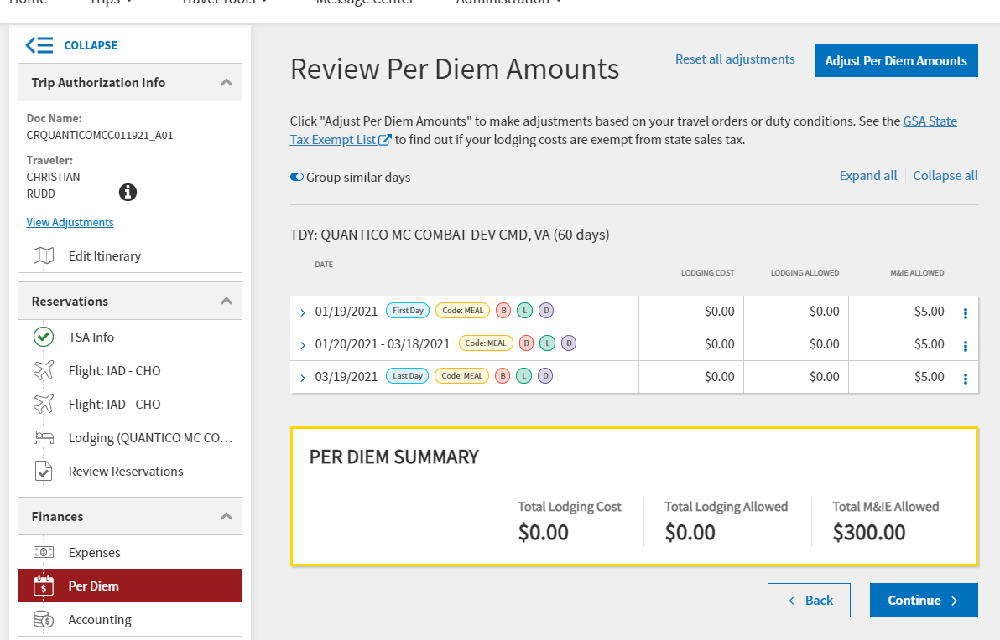 Home Trips Travel Tools Message Center Administration
COLLAPSE
Trip Authorization Info
Doc Name:
CRQUANTICOMCC011921_A01
Traveler:
CHRISTIAN
RUDD
View Adjustments
Edit Itinerary
Reservations
TSA Info
Flight: IAD - CHO
Flight: IAD - CHO
Lodging (QUANTICO MC CO...
Review Reservations
Finances
Expenses
Per Diem
Accounting
Review Per Diem Amounts
Reset all adjustments
Adjust Per Diem Amounts
Click "Adjust Per Diem Amounts" to make adjustments based on your travel orders or duty conditions. See the GSA State
Tax Exempt List to find out if your lodging costs are exempt from state sales tax.
Group similar days
Expand all Collapse all
TDY: QUANTICO MC COMBAT DEV CMD, VA (60 days)
DATE LODGING COST LODGING ALLOWED M&IE ALLOWED
01/19/2021 First Day Code: MEAL B L D $0.00 $0.00 $5.00
01/20/2021 - 03/18/2021 Code: MEAL B L D $0.00 $0.00 $5.00
03/19/2021 Last Day Code: MEAL B L D $0.00 $0.00 $5.00
PER DIEM SUMMARY
Total Lodging Cost Total Lodging Allowed Total M&IE Allowed
$0.00 $0.00 $300.00
Back Continue